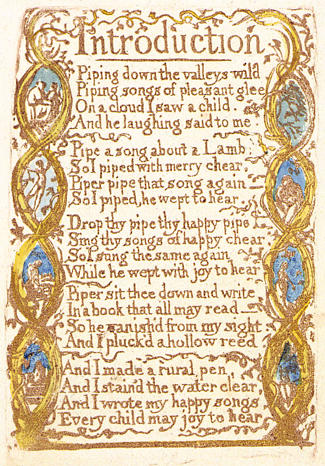 Introduction
Piping down the valleys wild
Piping songs of pleasant glee
On a cloud I saw a child.
And he laughing said to me
Pipe a song about a Lamb:
So I piped with merry chear.
Piper pipe that song again
So I piped, he wept to hear.
Drop thy pipe thy happy pipe
Sing thy songs of happy chear
So I sung the same again
While he wept with joy to hear
Piper sit thee down and write
In a book that all may read
So he vanish'd from my sight
And I pluck'd a hollow reed
And I made a rural pen,
And I stain'd the water clear,
And I wrote my happy songs
Every child may joy to hear